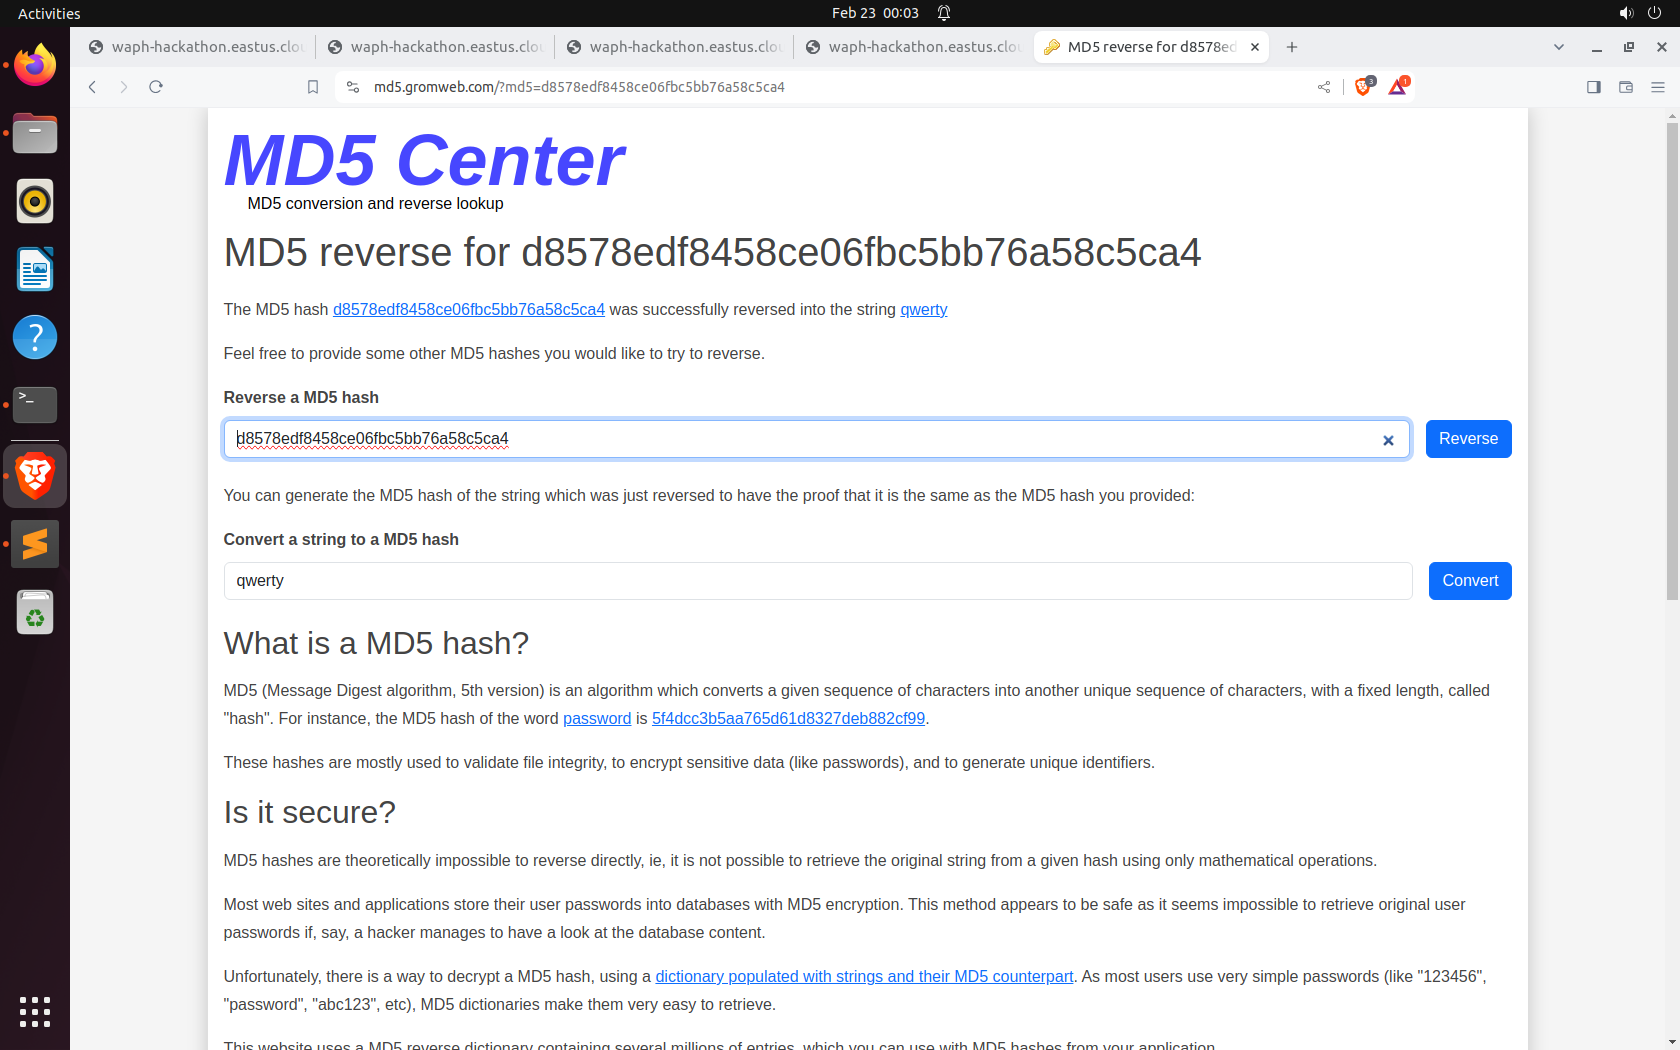 Activities
Feb 23 00:03
waph-hackathon.eastus.clou
waph-hackathon.eastus.clou
waph-hackathon.eastus.clou
waph-hackathon.eastus.clou
MD5 reverse for d8578ed
md5.gromweb.com/?md5=d8578edf8458ce06fbc5bb76a58c5ca4
3
1
MD5 Center
MD5 conversion and reverse lookup
MD5 reverse for d8578edf8458ce06fbc5bb76a58c5ca4
The MD5 hash d8578edf8458ce06fbc5bb76a58c5ca4 was successfully reversed into the string qwerty
Feel free to provide some other MD5 hashes you would like to try to reverse.
Reverse a MD5 hash
d8578edf8458ce06fbc5bb76a58c5ca4
Reverse
You can generate the MD5 hash of the string which was just reversed to have the proof that it is the same as the MD5 hash you provided:
Convert a string to a MD5 hash
qwerty
Convert
What is a MD5 hash?
MD5 (Message Digest algorithm, 5th version) is an algorithm which converts a given sequence of characters into another unique sequence of characters, with a fixed length, called
"hash". For instance, the MD5 hash of the word password is 5f4dcc3b5aa765d61d8327deb882cf99.
These hashes are mostly used to validate file integrity, to encrypt sensitive data (like passwords), and to generate unique identifiers.
Is it secure?
MD5 hashes are theoretically impossible to reverse directly, ie, it is not possible to retrieve the original string from a given hash using only mathematical operations.
Most web sites and applications store their user passwords into databases with MD5 encryption. This method appears to be safe as it seems impossible to retrieve original user
passwords if, say, a hacker manages to have a look at the database content.
Unfortunately, there is a way to decrypt a MD5 hash, using a dictionary populated with strings and their MD5 counterpart. As most users use very simple passwords (like "123456",
"password", "abc123", etc), MD5 dictionaries make them very easy to retrieve.
This website uses a MD5 reverse dictionary containing several millions of entries, which you can use with MD5 hashes from your application.